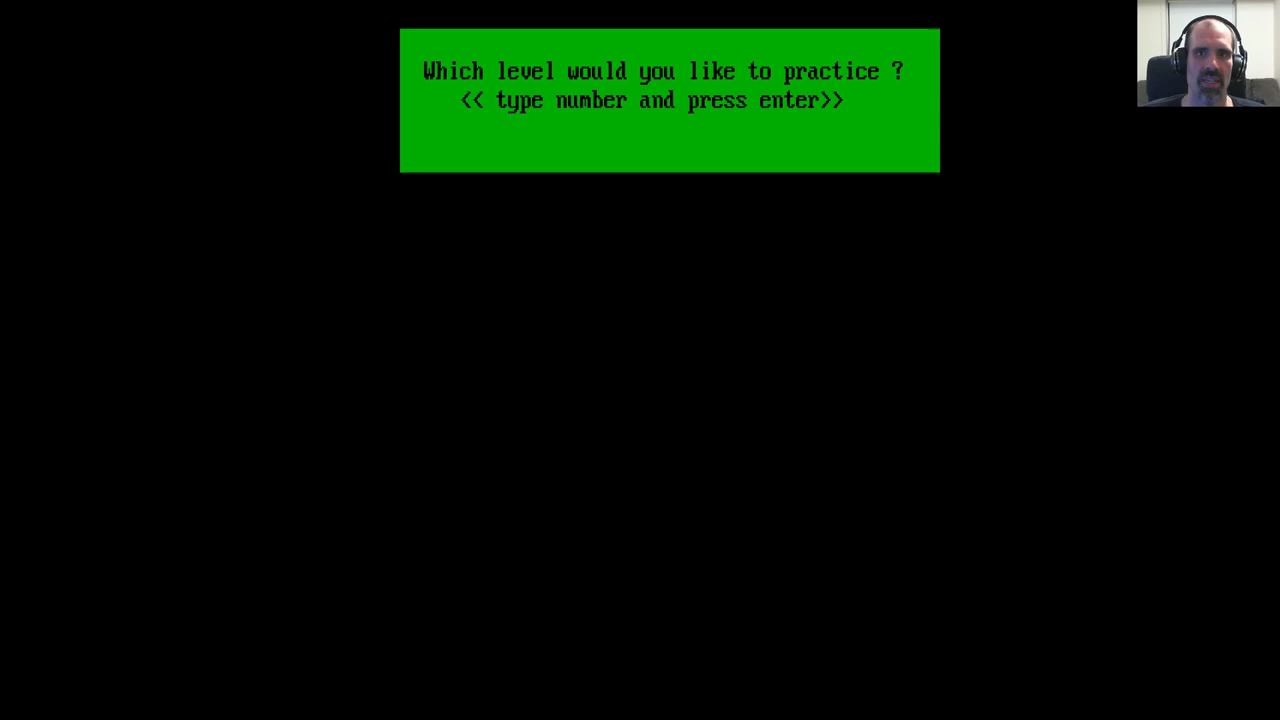 Which level would you like to practice ?
<< type number and press enter>>